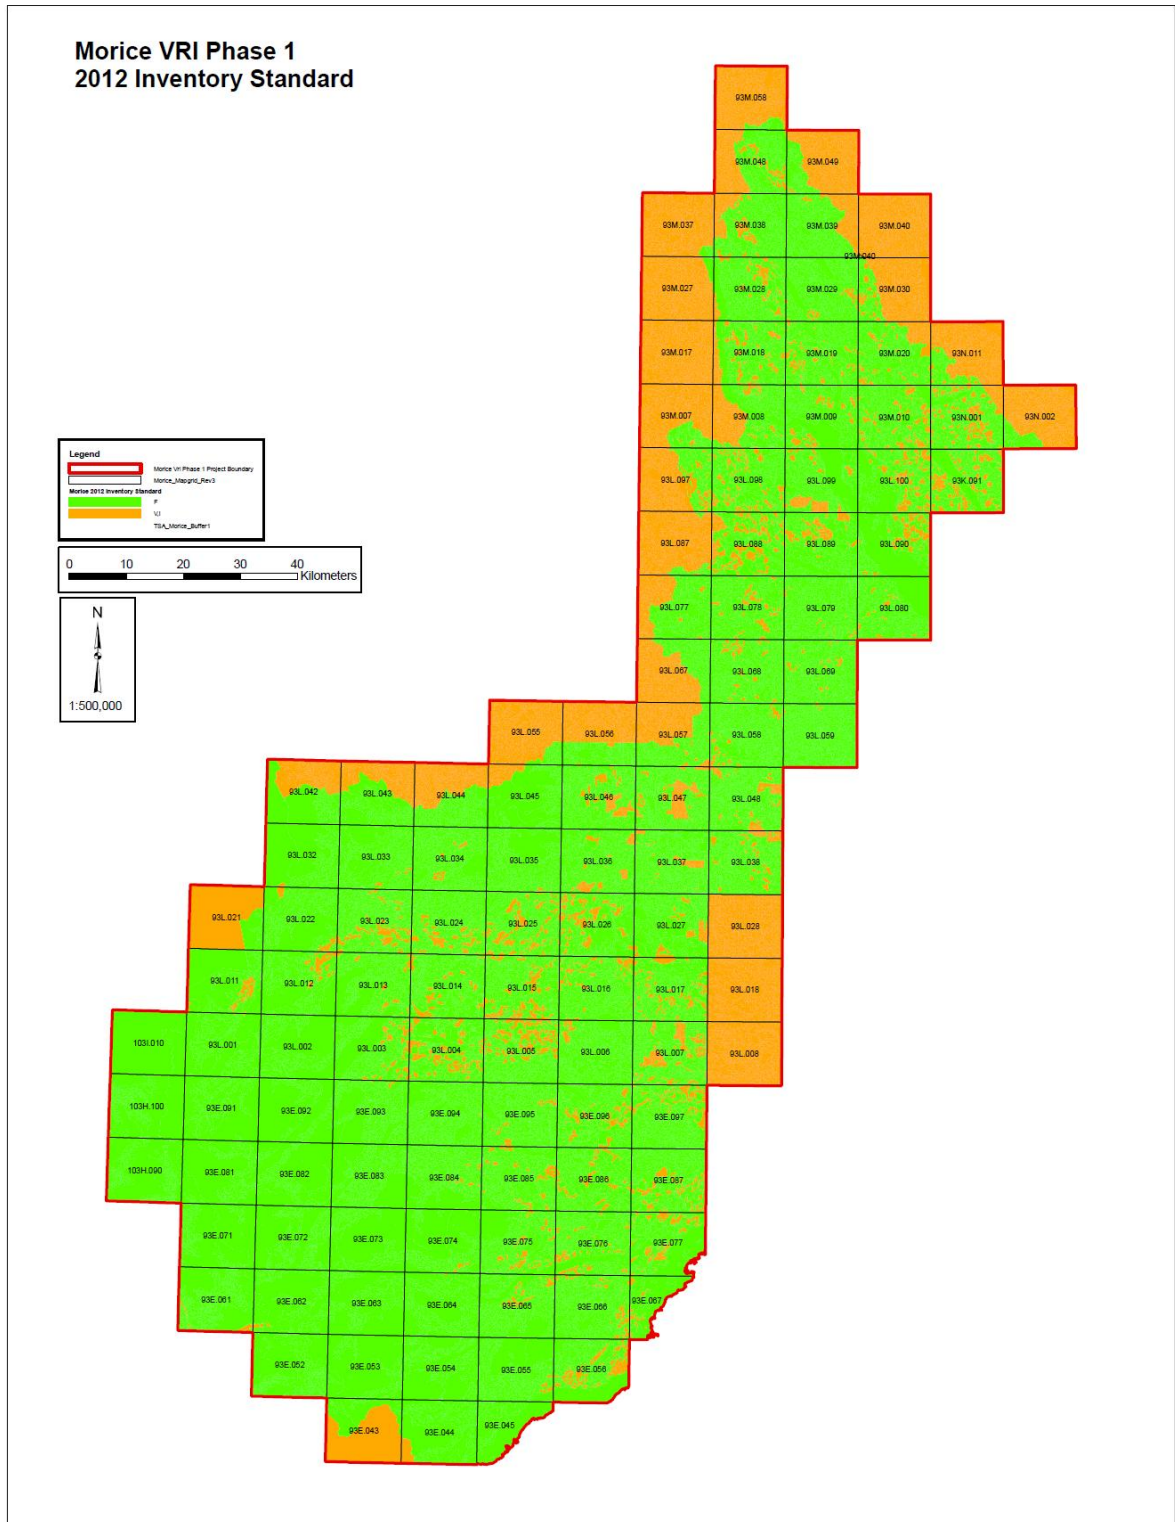 Morice VRI Phase 1
2012 Inventory Standard
93M.058
93M.048
93M.049
93M.037
93M.038
93M.039
93M.040
93M.040
93M.027
93M.028
93M.029
93M.030
93M.017
93M.018
93M.019
93M.020
93N.011
93M.007
93M.008
93M.009
93M.010
93N.001
93N.002
Legend
Morice Vri Phase 1 Project Boundary
Morice_Mapgrid_Rev3
Morice 2012 Inventory Standard
F
V,I
TSA_Morice_Buffer1
93L.097
93L.098
93L.099
93L.100
93K.091
0 10 20 30 40
Kilometers
93L.087
93L.088
93L.089
93L.090
N
1:500,000
93L.077
93L.078
93L.079
93L.080
93L.067
93L.068
93L.069
93L.055
93L.056
93L.057
93L.058
93L.059
93L.042
93L.043
93L.044
93L.045
93L.046
93L.047
93L.048
93L.032
93L.033
93L.034
93L.035
93L.036
93L.037
93L.038
93L.021
93L.022
93L.023
93L.024
93L.025
93L.026
93L.027
93L.028
93L.011
93L.012
93L.013
93L.014
93L.015
93L.016
93L.017
93L.018
103I.010
93L.001
93L.002
93L.003
93L.004
93L.005
93L.006
93L.007
93L.008
103H.100
93E.091
93E.092
93E.093
93E.094
93E.095
93E.096
93E.097
103H.090
93E.081
93E.082
93E.083
93E.084
93E.085
93E.086
93E.087
93E.071
93E.072
93E.073
93E.074
93E.075
93E.076
93E.077
93E.061
93E.062
93E.063
93E.064
93E.065
93E.066
93E.067
93E.052
93E.053
93E.054
93E.055
93E.056
93E.043
93E.044
93E.045